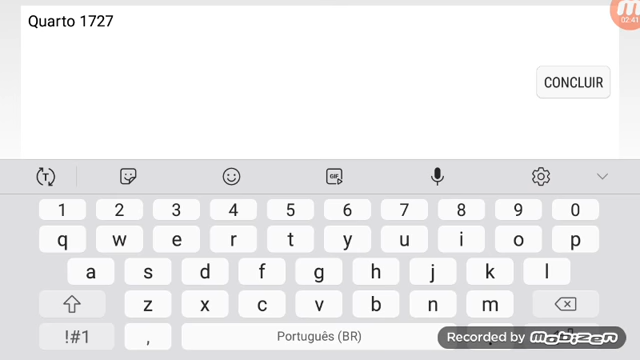 Quarto 1727
02:41
CONCLUIR
T
GIF
1 2 3 4 5 6 7 8 9 0
q w e r t y u i o p
a s d f g h j k l
z x c v b n m
!#1 , Português (BR)
Recorded by Mobizen